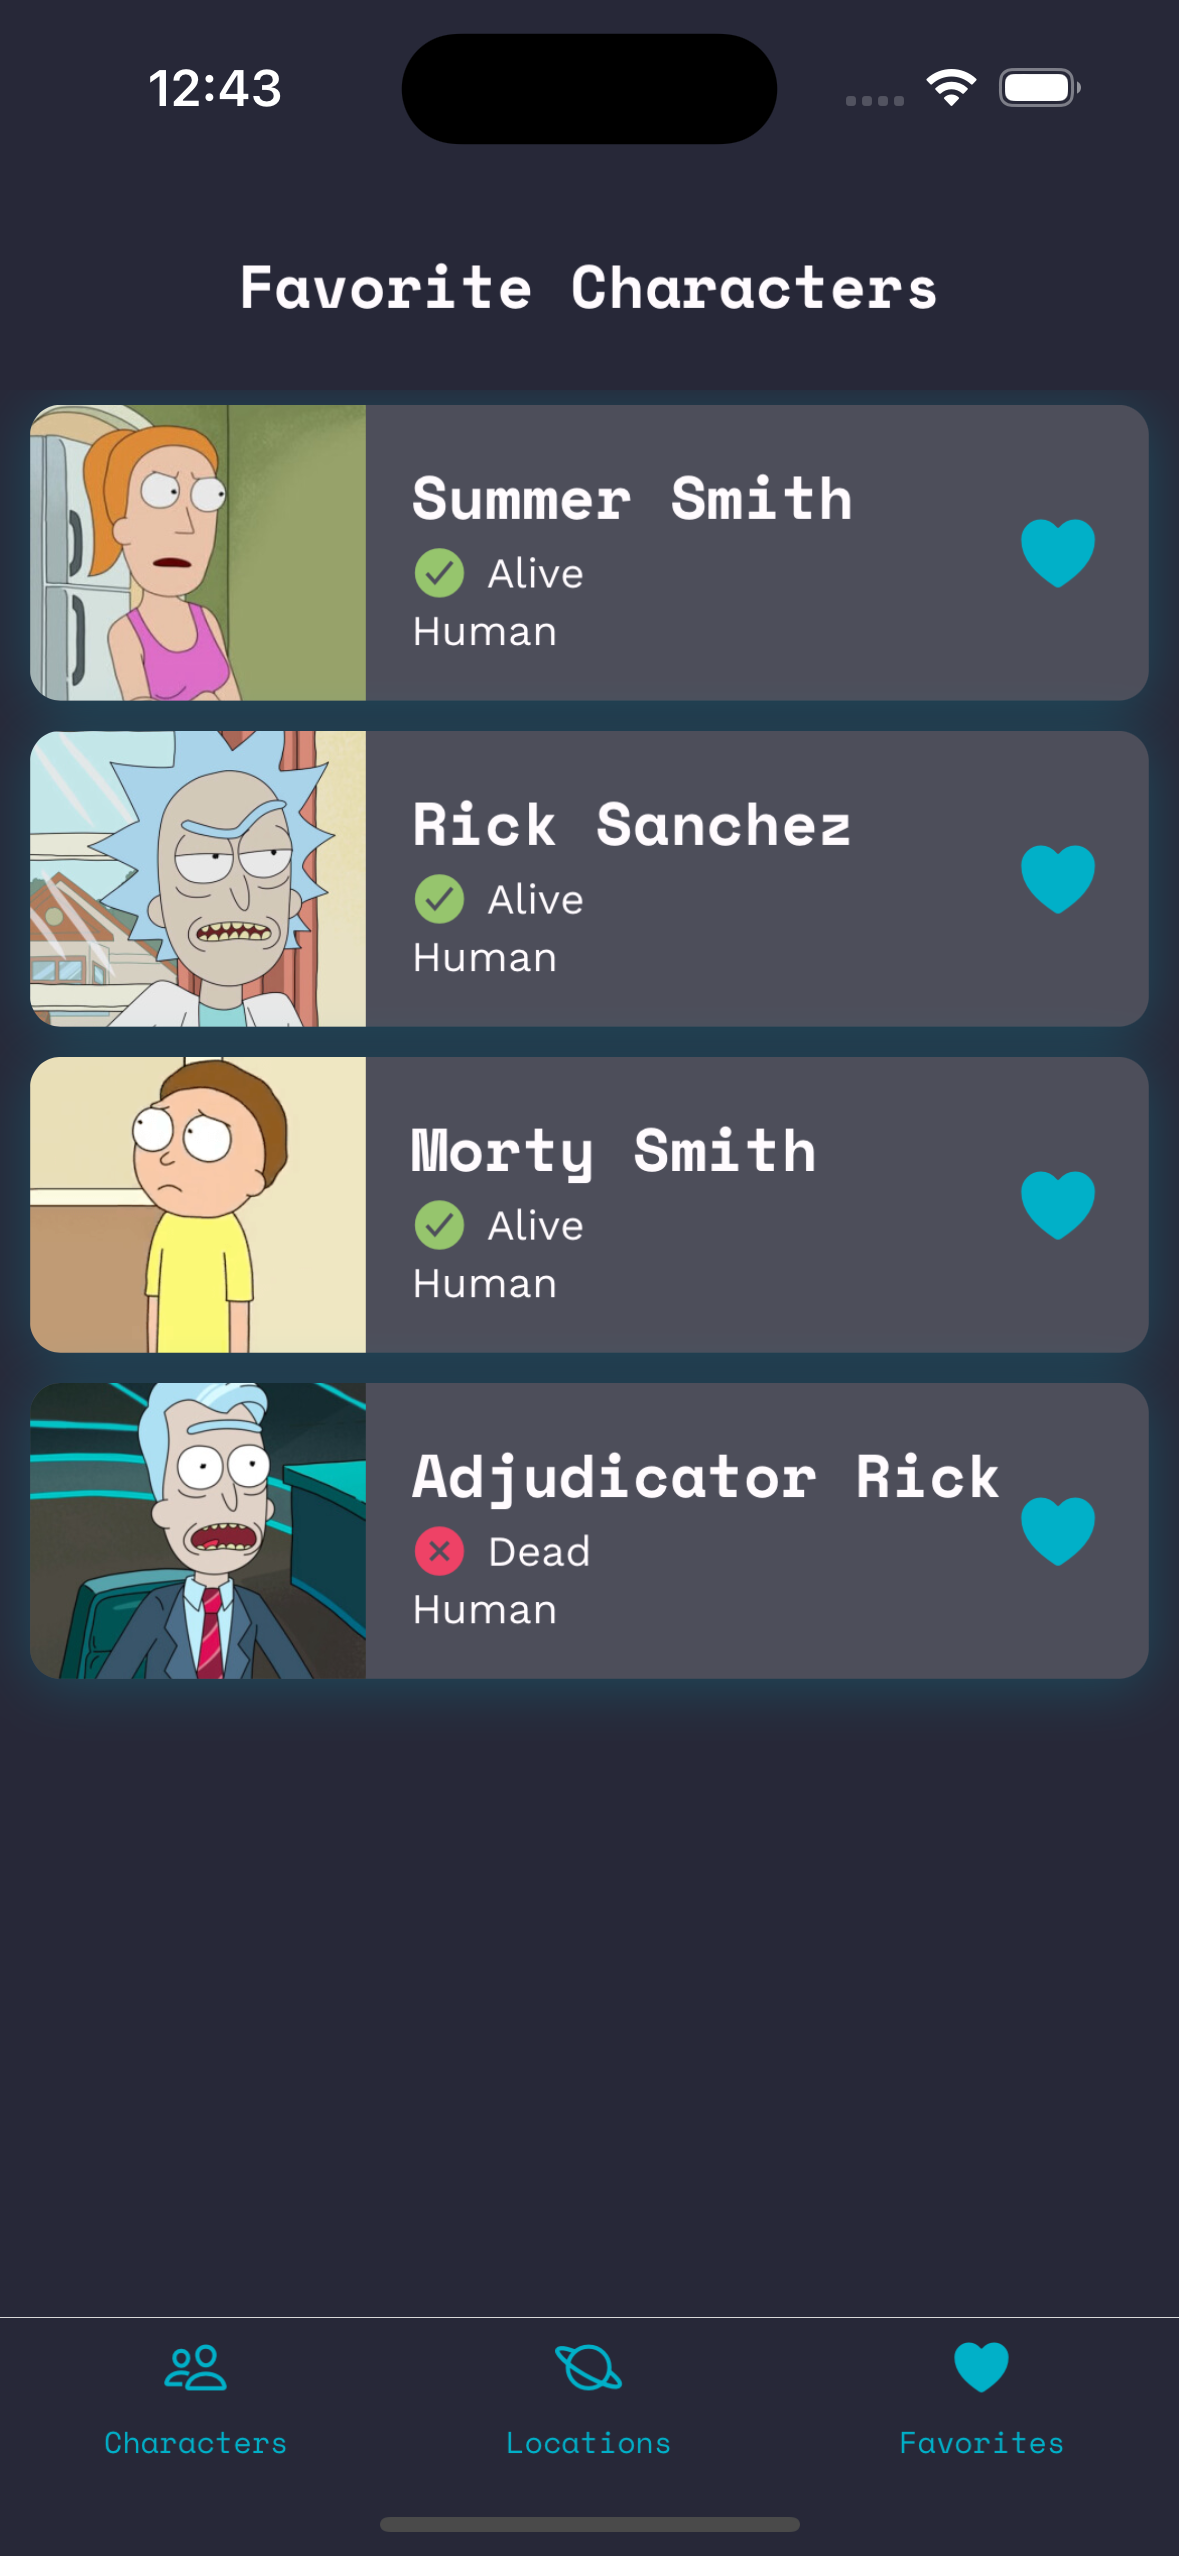 12:43
Favorite Characters
Summer Smith
Alive
Human
Rick Sanchez
Alive
Human
Morty Smith
Alive
Human
Adjudicator Rick
Dead
Human
Characters
Locations
Favorites